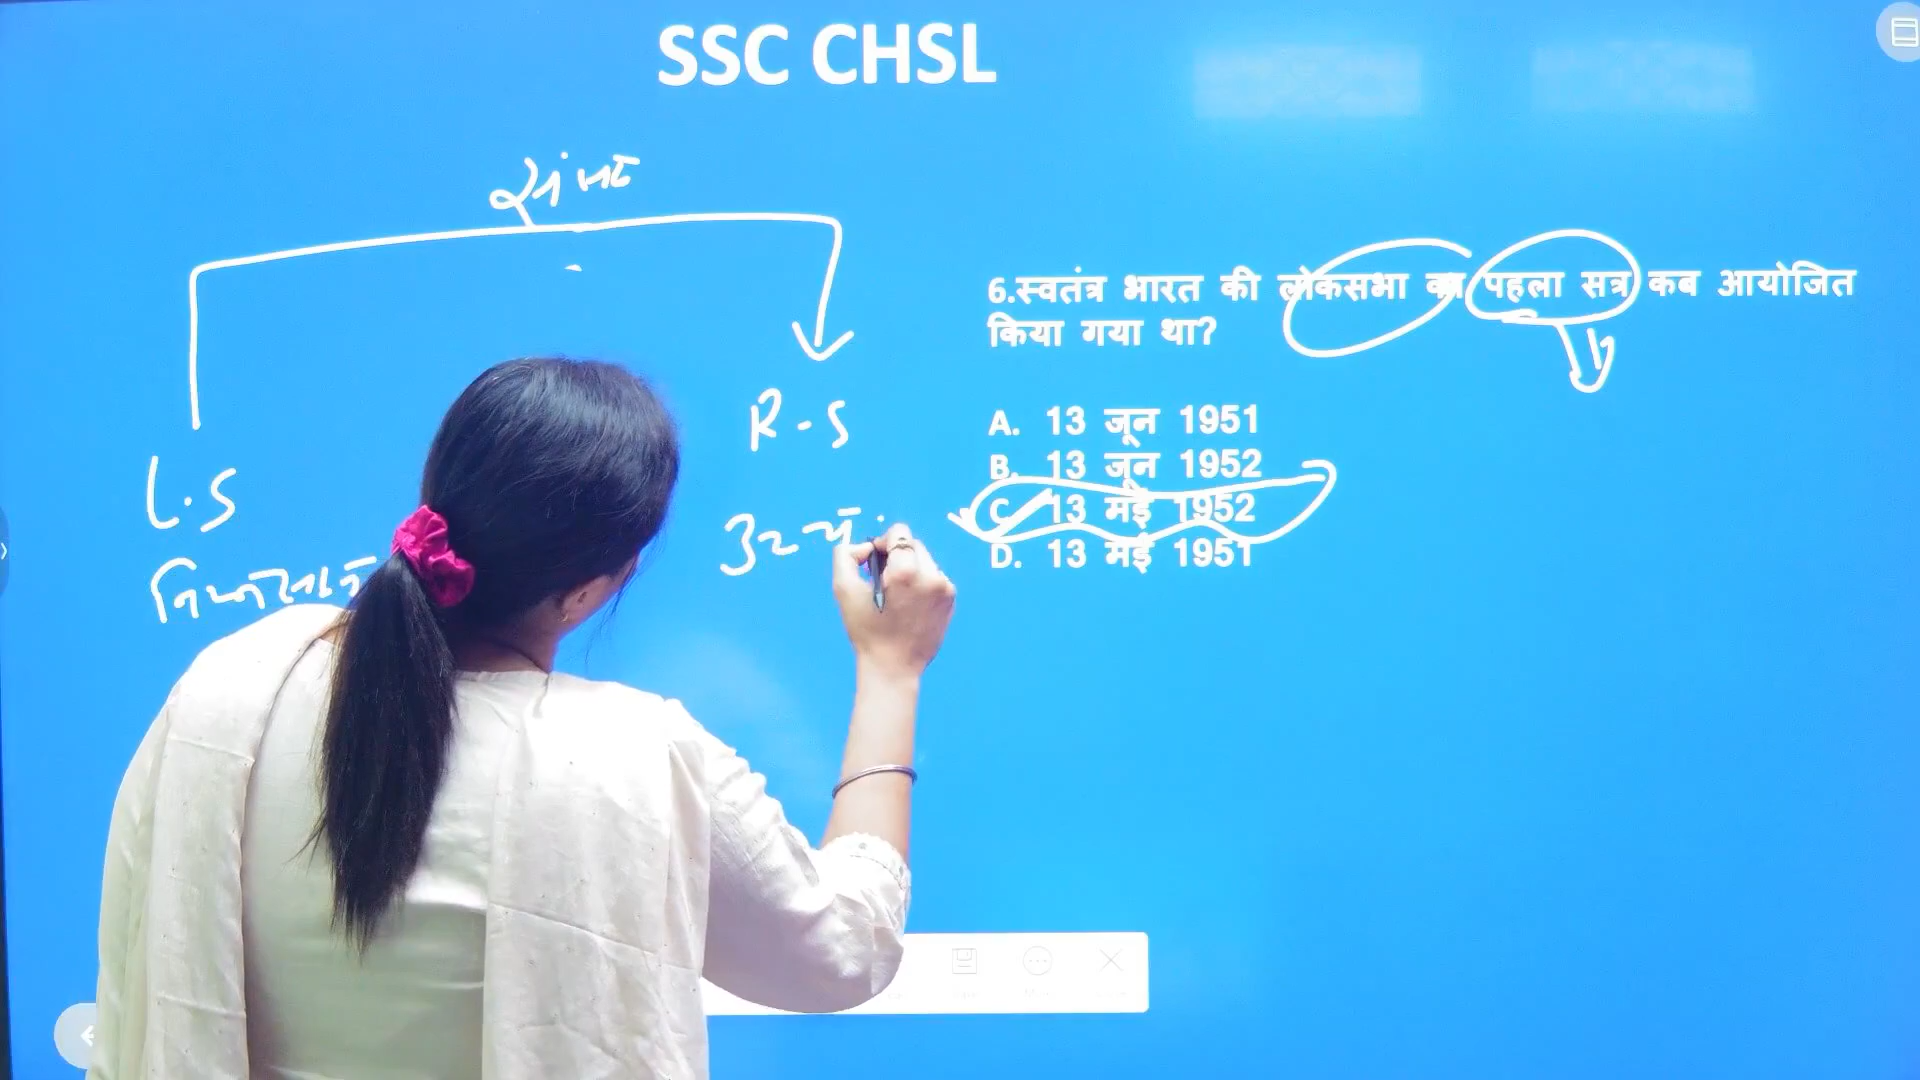 SSC CHSL
संसद
L.S
R-S
6.स्वतंत्र भारत की लोकसभा का पहला सत्र कब आयोजित
किया गया था?
A. 13 जून 1951
B. 13 जून 1952
C 13 मई 1952
D. 13 मई 1951